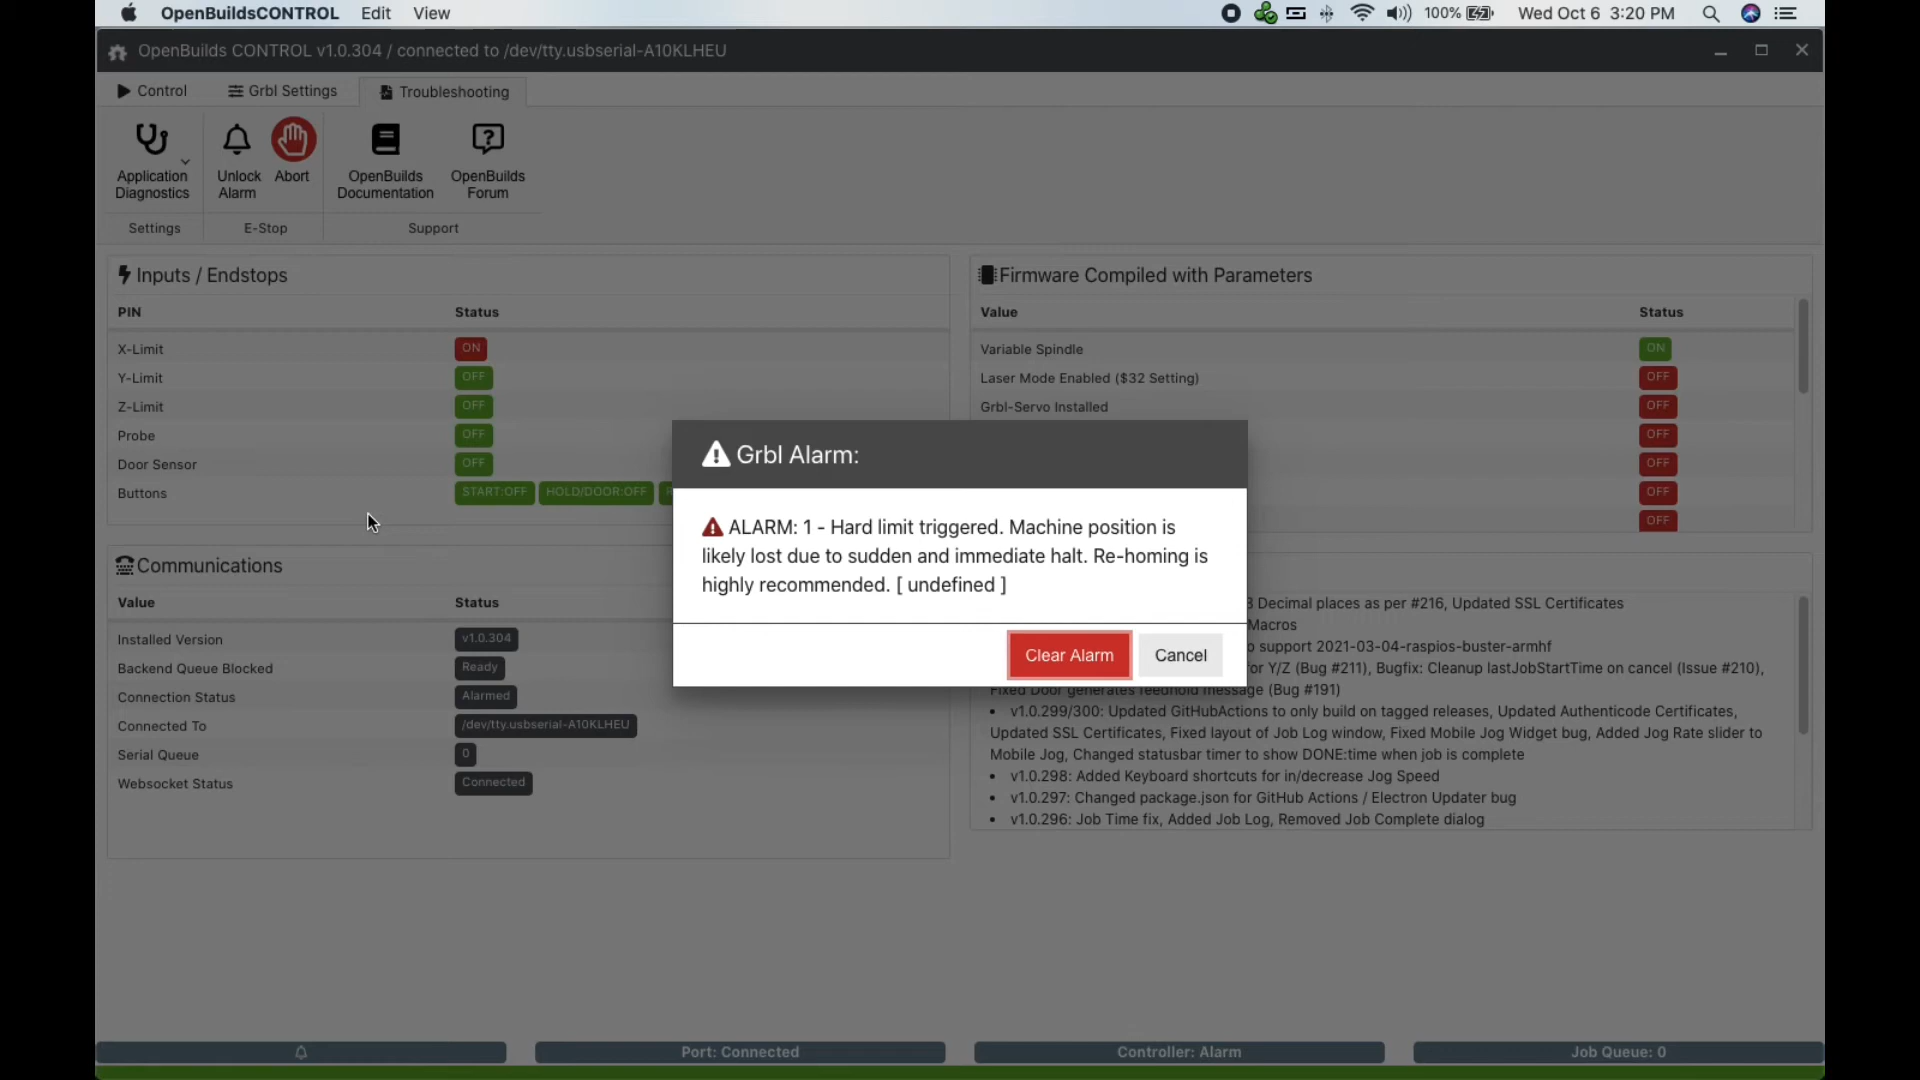 OpenBuildsCONTROL Edit View 100% Wed Oct 6 3:20 PM
OpenBuilds CONTROL v1.0.304 / connected to /dev/tty.usbserial-A10KLHEU
Control Grbl Settings Troubleshooting
Application Diagnostics
Unlock Alarm
Abort
OpenBuilds Documentation
OpenBuilds Forum
Settings E-Stop Support
Inputs / Endstops
PIN Status
X-Limit ON
Y-Limit OFF
Z-Limit OFF
Probe OFF
Door Sensor OFF
Buttons START:OFF HOLD/DOOR:OFF
Firmware Compiled with Parameters
Value Status
Variable Spindle ON
Laser Mode Enabled ($32 Setting) OFF
Grbl-Servo Installed OFF
OFF
OFF
OFF
OFF
Grbl Alarm:
ALARM: 1 - Hard limit triggered. Machine position is
likely lost due to sudden and immediate halt. Re-homing is
highly recommended. [ undefined ]
Clear Alarm Cancel
Communications
Value Status
Installed Version v1.0.304
Backend Queue Blocked Ready
Connection Status Alarmed
Connected To /dev/tty.usbserial-A10KLHEU
Serial Queue 0
Websocket Status Connected
Decimal places as per #216, Updated SSL Certificates
Macros
support 2021-03-04-raspios-buster-armhf
for Y/Z (Bug #211), Bugfix: Cleanup lastJobStartTime on cancel (Issue #210),
Fixed Door generates feedhold message (Bug #191)
• v1.0.299/300: Updated GitHubActions to only build on tagged releases, Updated Authenticode Certificates,
Updated SSL Certificates, Fixed layout of Job Log window, Fixed Mobile Jog Widget bug, Added Jog Rate slider to
Mobile Jog, Changed statusbar timer to show DONE:time when job is complete
• v1.0.298: Added Keyboard shortcuts for in/decrease Jog Speed
• v1.0.297: Changed package.json for GitHub Actions / Electron Updater bug
• v1.0.296: Job Time fix, Added Job Log, Removed Job Complete dialog
Port: Connected Controller: Alarm Job Queue: 0